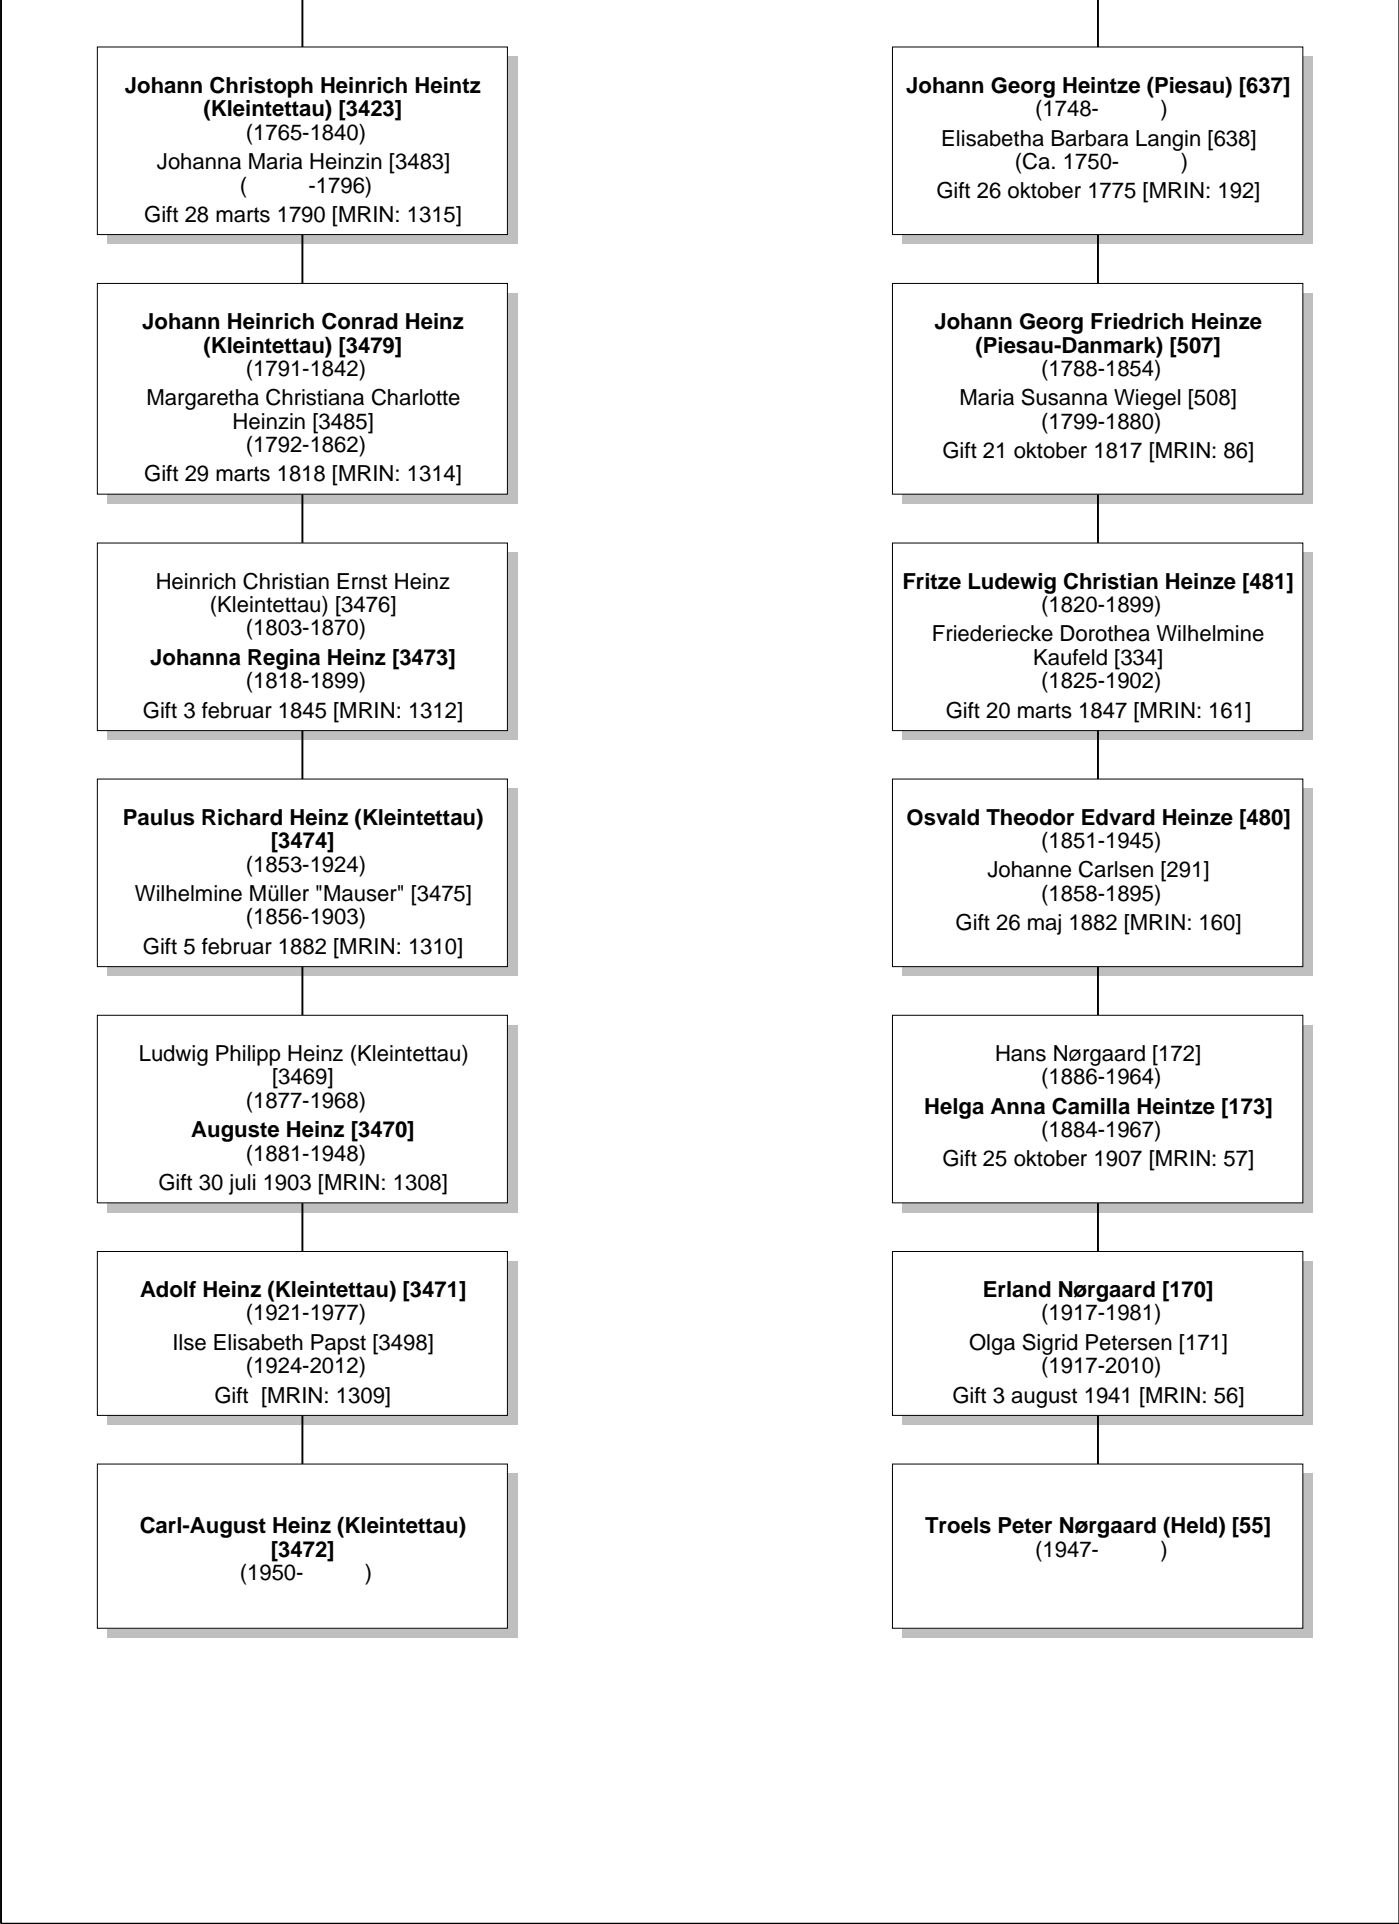 Johann Christoph Heinrich Heintz
(Kleintettau) [3423]
(1765-1840)
Johanna Maria Heinzin [3483]
( -1796)
Gift 28 marts 1790 [MRIN: 1315]
Johann Heinrich Conrad Heinz
(Kleintettau) [3479]
(1791-1842)
Margaretha Christiana Charlotte
Heinzin [3485]
(1792-1862)
Gift 29 marts 1818 [MRIN: 1314]
Heinrich Christian Ernst Heinz
(Kleintettau) [3476]
(1803-1870)
Johanna Regina Heinz [3473]
(1818-1899)
Gift 3 februar 1845 [MRIN: 1312]
Paulus Richard Heinz (Kleintettau)
[3474]
(1853-1924)
Wilhelmine Müller "Mauser" [3475]
(1856-1903)
Gift 5 februar 1882 [MRIN: 1310]
Ludwig Philipp Heinz (Kleintettau)
[3469]
(1877-1968)
Auguste Heinz [3470]
(1881-1948)
Gift 30 juli 1903 [MRIN: 1308]
Adolf Heinz (Kleintettau) [3471]
(1921-1977)
Ilse Elisabeth Papst [3498]
(1924-2012)
Gift [MRIN: 1309]
Carl-August Heinz (Kleintettau)
[3472]
(1950- )
Johann Georg Heintze (Piesau) [637]
(1748- )
Elisabetha Barbara Langin [638]
(Ca. 1750- )
Gift 26 oktober 1775 [MRIN: 192]
Johann Georg Friedrich Heinze
(Piesau-Danmark) [507]
(1788-1854)
Maria Susanna Wiegel [508]
(1799-1880)
Gift 21 oktober 1817 [MRIN: 86]
Fritze Ludewig Christian Heinze [481]
(1820-1899)
Friederiecke Dorothea Wilhelmine
Kaufeld [334]
(1825-1902)
Gift 20 marts 1847 [MRIN: 161]
Osvald Theodor Edvard Heinze [480]
(1851-1945)
Johanne Carlsen [291]
(1858-1895)
Gift 26 maj 1882 [MRIN: 160]
Hans Nørgaard [172]
(1886-1964)
Helga Anna Camilla Heintze [173]
(1884-1967)
Gift 25 oktober 1907 [MRIN: 57]
Erland Nørgaard [170]
(1917-1981)
Olga Sigrid Petersen [171]
(1917-2010)
Gift 3 august 1941 [MRIN: 56]
Troels Peter Nørgaard (Held) [55]
(1947- )